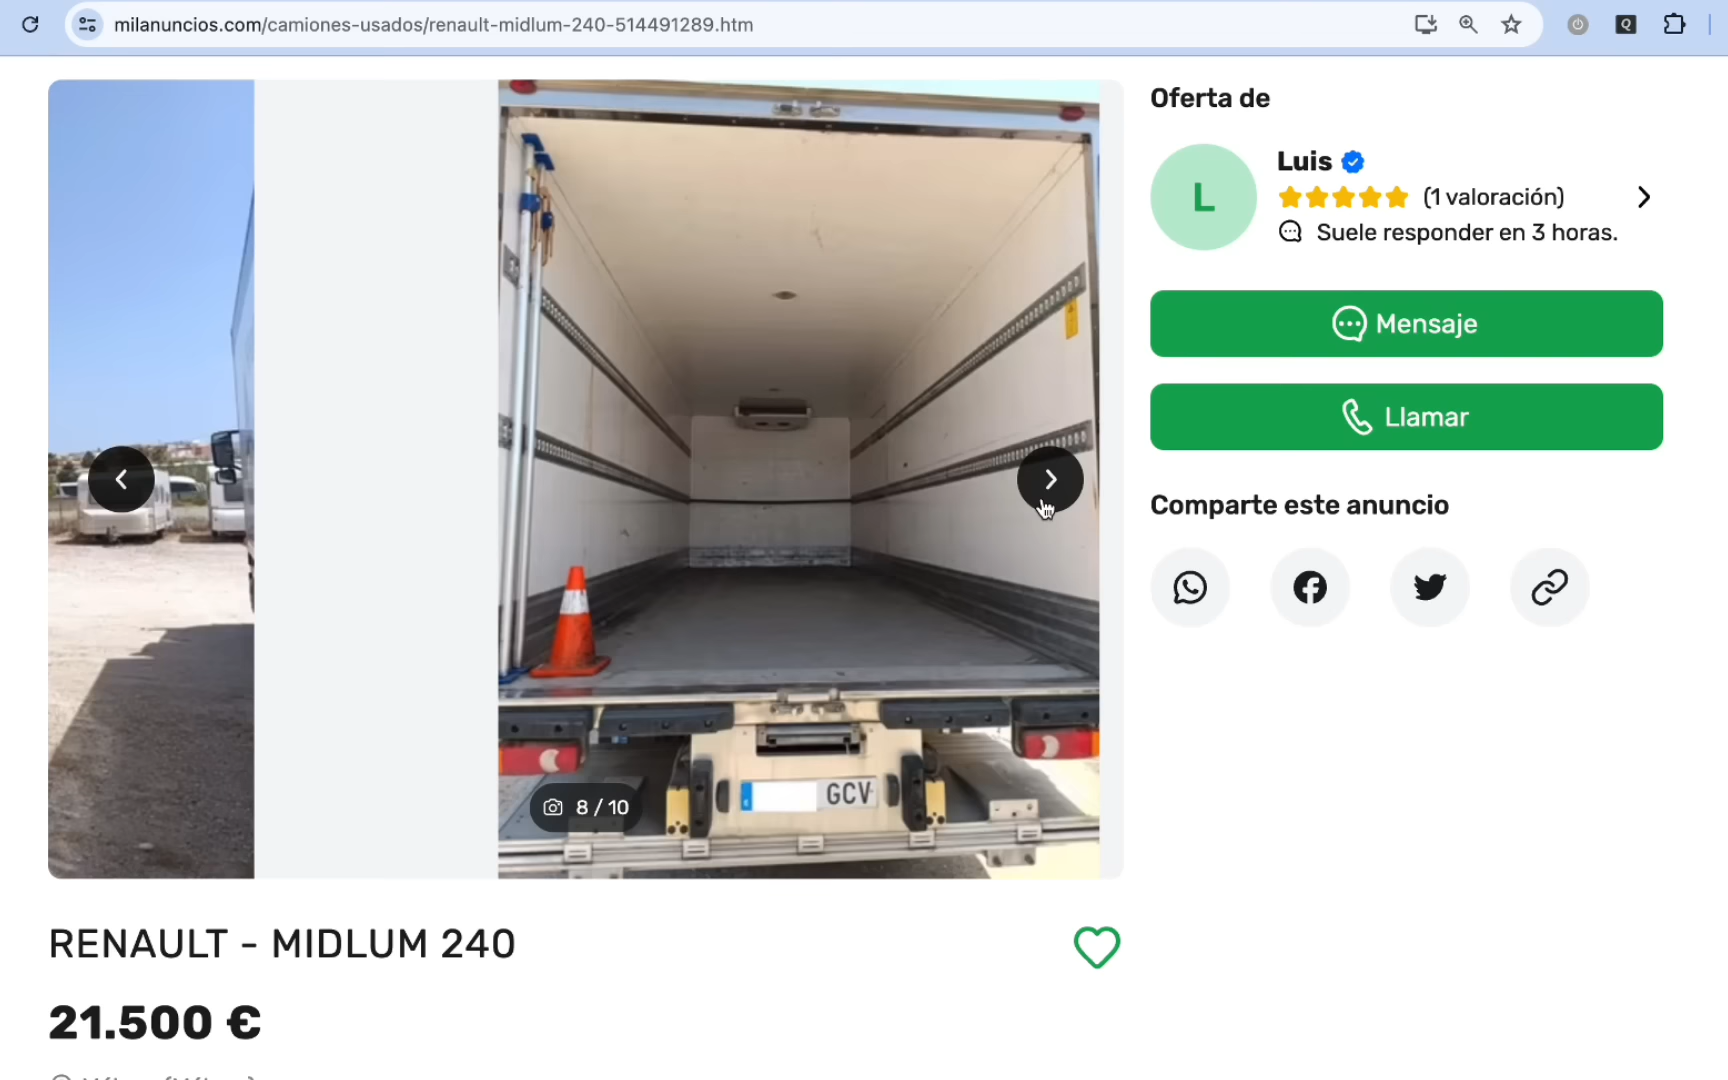 milanuncios.com/camiones-usados/renault-midlum-240-514491289.htm
Q
Oferta de
L
Luis
(1 valoración)
Suele responder en 3 horas.
Mensaje
Llamar
Comparte este anuncio
GCV
8 / 10
RENAULT - MIDLUM 240
21.500 €